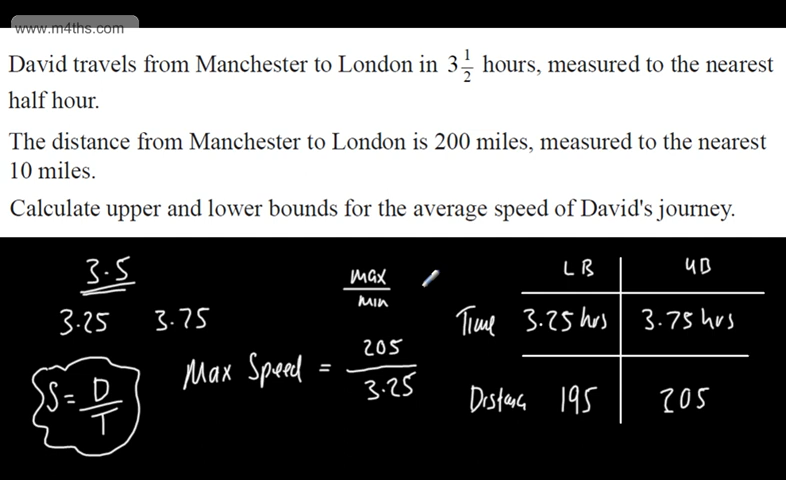 www.m4ths.com
David travels from Manchester to London in 3 1/2 hours, measured to the nearest
half hour.
The distance from Manchester to London is 200 miles, measured to the nearest
10 miles.
Calculate upper and lower bounds for the average speed of David's journey.
3.5
3.25 3.75
S = D/T
Max Speed = 205/3.25
max/min
LB UB
Time 3.25 hrs 3.75 hrs
Distance 195 205